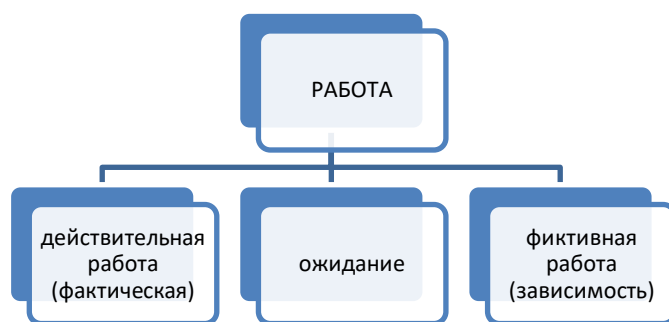 РАБОТА
действительная
работа
(фактическая)
ожидание
фиктивная
работа
(зависимость)